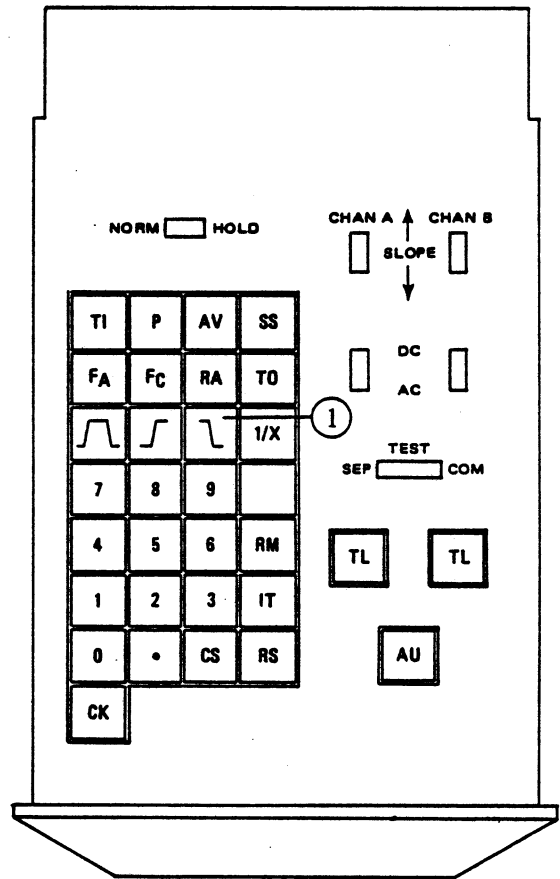 CHAN A CHAN B
NORM HOLD
SLOPE
TI P AV SS
DC
FA FC RA TO
AC
1/X 1
TEST
SEP COM
7 8 9
4 5 6 RM
TL TL
1 2 3 IT
0 • CS RS
AU
CK